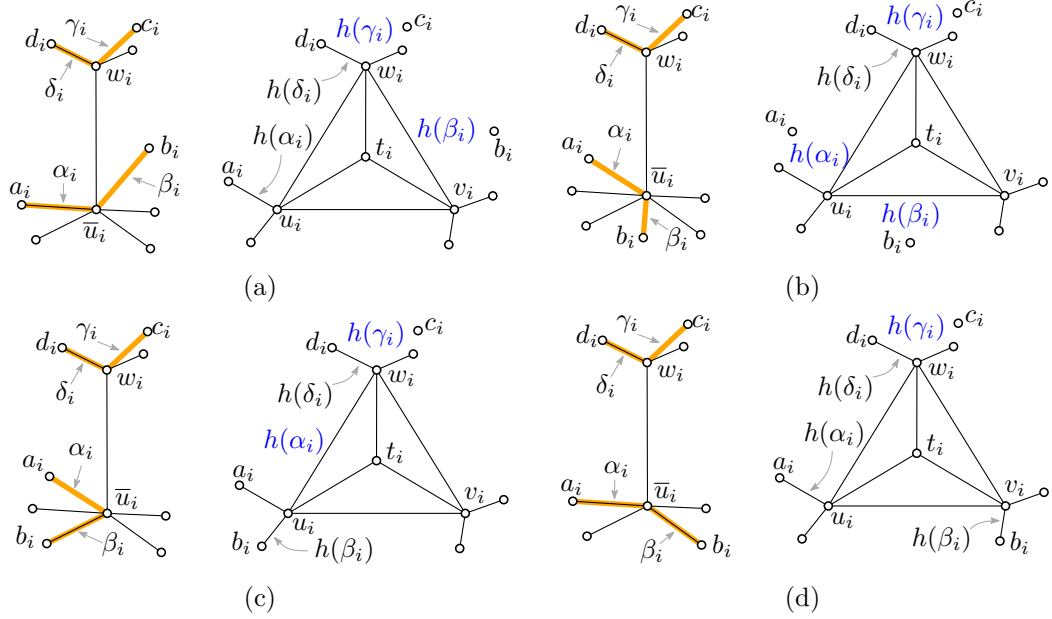 d_i γ_i c_i
δ_i w_i
b_i
a_i α_i β_i
u̅_i
d_i h(γ_i) c_i
h(δ_i) w_i
h(α_i) h(β_i)
a_i t_i b_i
u_i v_i
(a)
d_i γ_i c_i
δ_i w_i
a_i α_i
u̅_i
b_i β_i
d_i h(γ_i) c_i
h(δ_i) w_i
a_i
h(α_i) t_i
u_i v_i
h(β_i)
b_i
(b)
d_i γ_i c_i
δ_i w_i
a_i α_i
u̅_i
b_i β_i
d_i h(γ_i) c_i
h(δ_i) w_i
h(α_i)
a_i t_i
u_i v_i
b_i h(β_i)
(c)
d_i γ_i c_i
δ_i w_i
a_i α_i u̅_i
β_i b_i
d_i h(γ_i) c_i
h(δ_i) w_i
h(α_i)
a_i t_i
u_i v_i
h(β_i) b_i
(d)